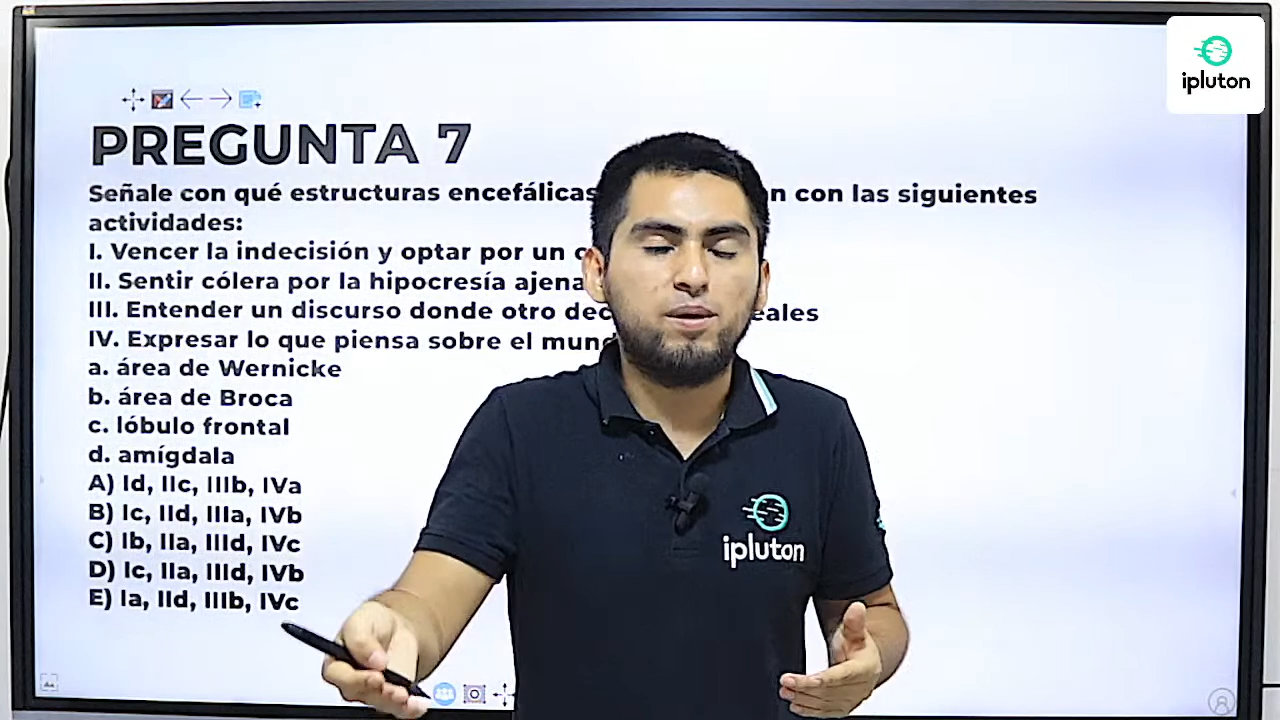 ipluton
PREGUNTA 7
Señale con qué estructuras encefálicas con las siguientes
actividades:
I. Vencer la indecisión y optar por un
II. Sentir cólera por la hipocresía ajena
III. Entender un discurso donde otro
IV. Expresar lo que piensa sobre el
a. área de Wernicke
b. área de Broca
c. lóbulo frontal
d. amígdala
A) Id, IIc, IIIb, IVa
B) Ic, IId, IIIa, IVb
C) Ib, IIa, IIId, IVc
D) Ic, IIa, IIId, IVb
E) Ia, IId, IIIb, IVc
ipluton